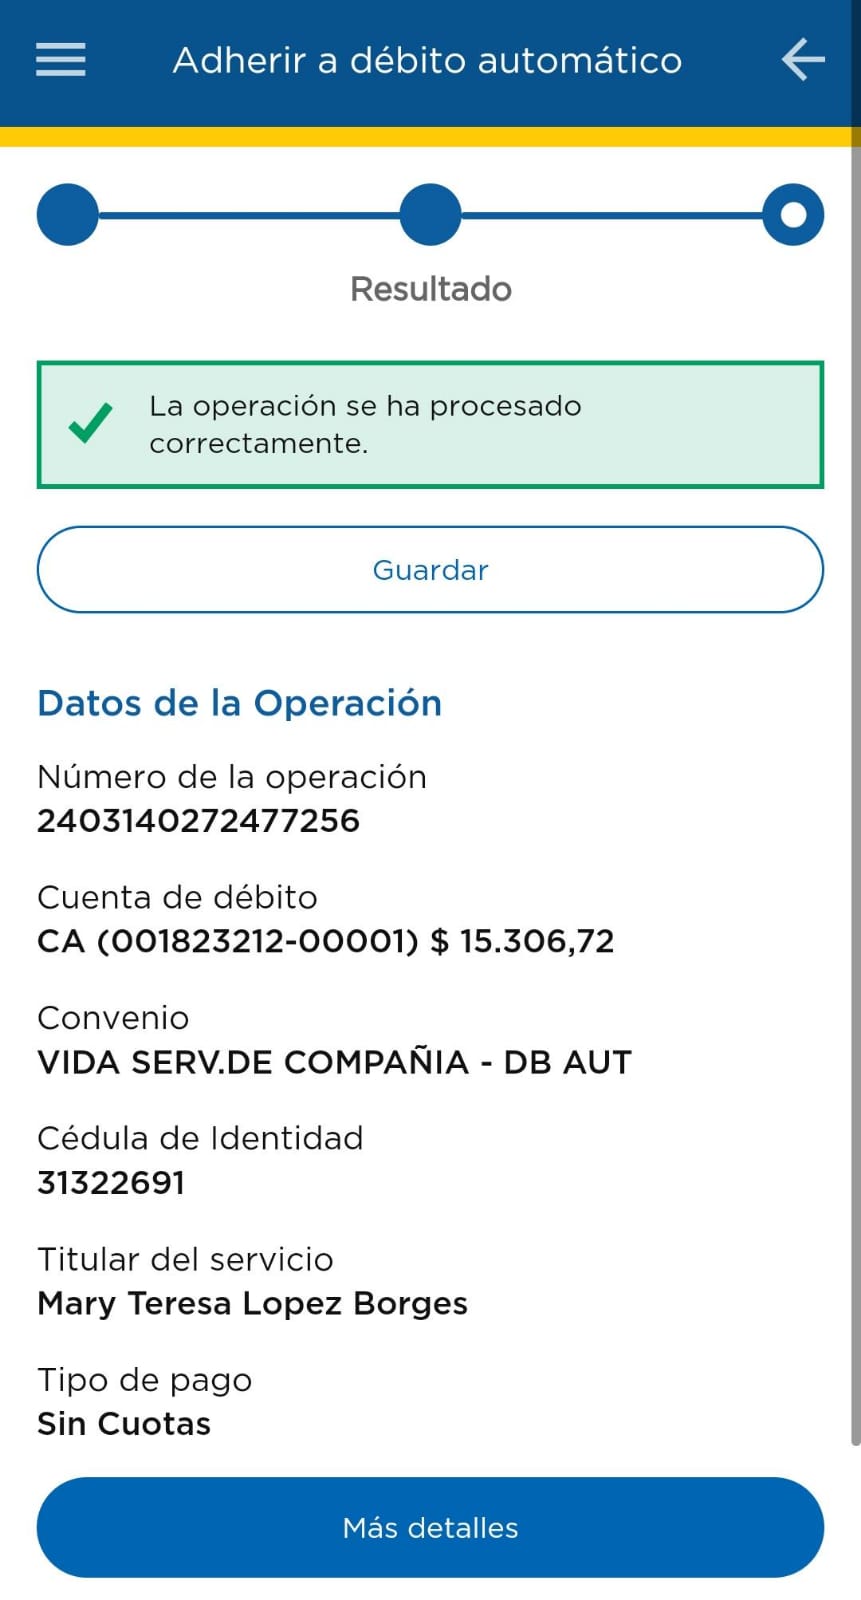 Adherir a débito automático
Resultado
La operación se ha procesado
correctamente.
Guardar
Datos de la Operación
Número de la operación
2403140272477256
Cuenta de débito
CA (001823212-00001) $ 15.306,72
Convenio
VIDA SERV.DE COMPAÑIA - DB AUT
Cédula de Identidad
31322691
Titular del servicio
Mary Teresa Lopez Borges
Tipo de pago
Sin Cuotas
Más detalles